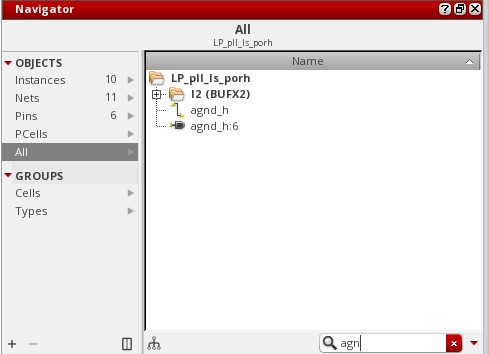 Navigator
All
LP_pll_ls_porh
OBJECTS
Instances 10
Nets 11
Pins 6
PCells
All
GROUPS
Cells
Types
Name
LP_pll_ls_porh
I2 (BUFX2)
agnd_h
agnd_h:6
agn